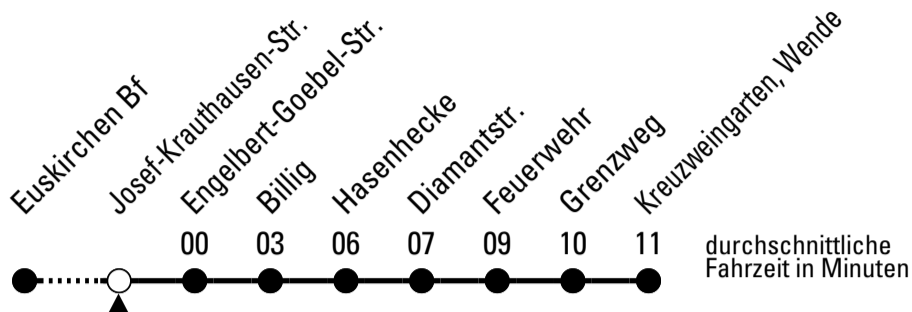 Euskirchen Bf
Josef-Krauthausen-Str.
Engelbert-Goebel-Str.
Billig
Hasenhecke
Diamantstr.
Feuerwehr
Grenzweg
Kreuzweingarten, Wende
00 03 06 07 09 10 11
durchschnittliche
Fahrzeit in Minuten